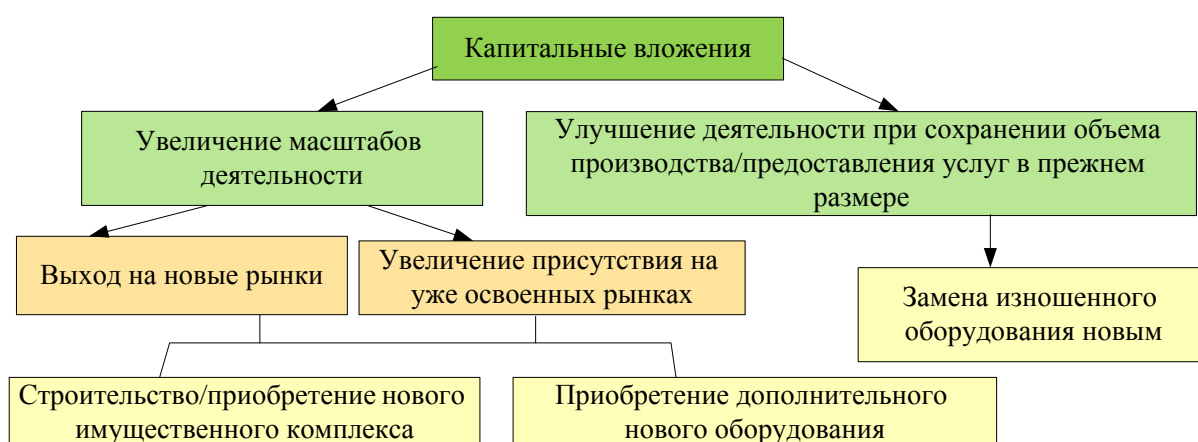 Капитальные вложения
Увеличение масштабов
деятельности
Улучшение деятельности при сохранении объема
производства/предоставления услуг в прежнем
размере
Выход на новые рынки
Увеличение присутствия на
уже освоенных рынках
Замена изношенного
оборудования новым
Строительство/приобретение нового
имущественного комплекса
Приобретение дополнительного
нового оборудования